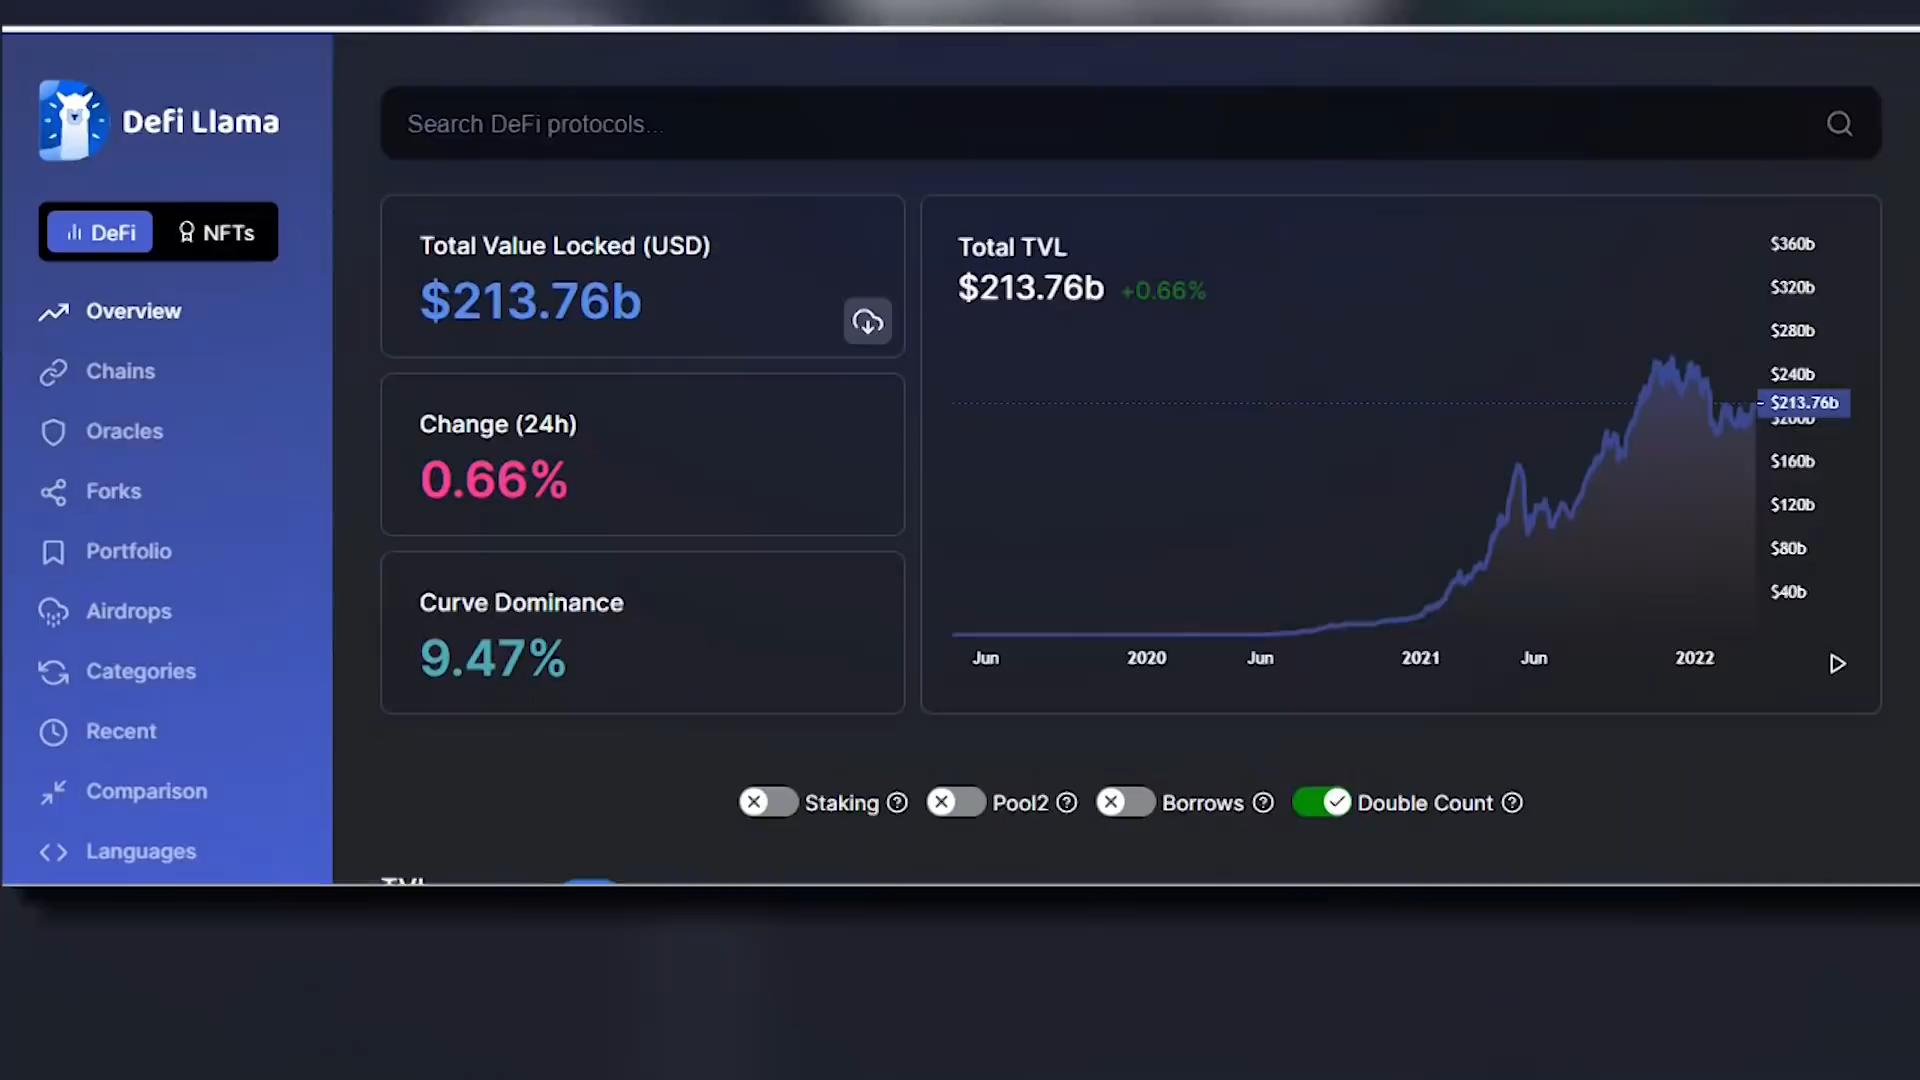 Defi Llama
Search DeFi protocols...
DeFi
NFTs
Overview
Chains
Oracles
Forks
Portfolio
Airdrops
Categories
Recent
Comparison
Languages
Total Value Locked (USD)
$213.76b
Change (24h)
0.66%
Curve Dominance
9.47%
Total TVL
$213.76b +0.66%
$360b
$320b
$280b
$240b
$213.76b
$200b
$160b
$120b
$80b
$40b
Jun 2020 Jun 2021 Jun 2022
Staking Pool2 Borrows Double Count
TVL